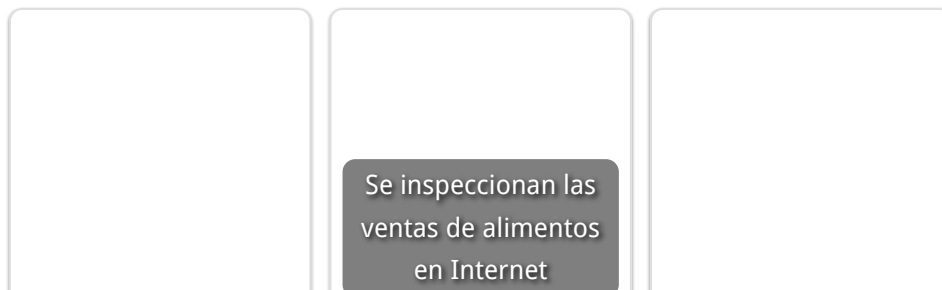 Se inspeccionan las
ventas de alimentos
en Internet